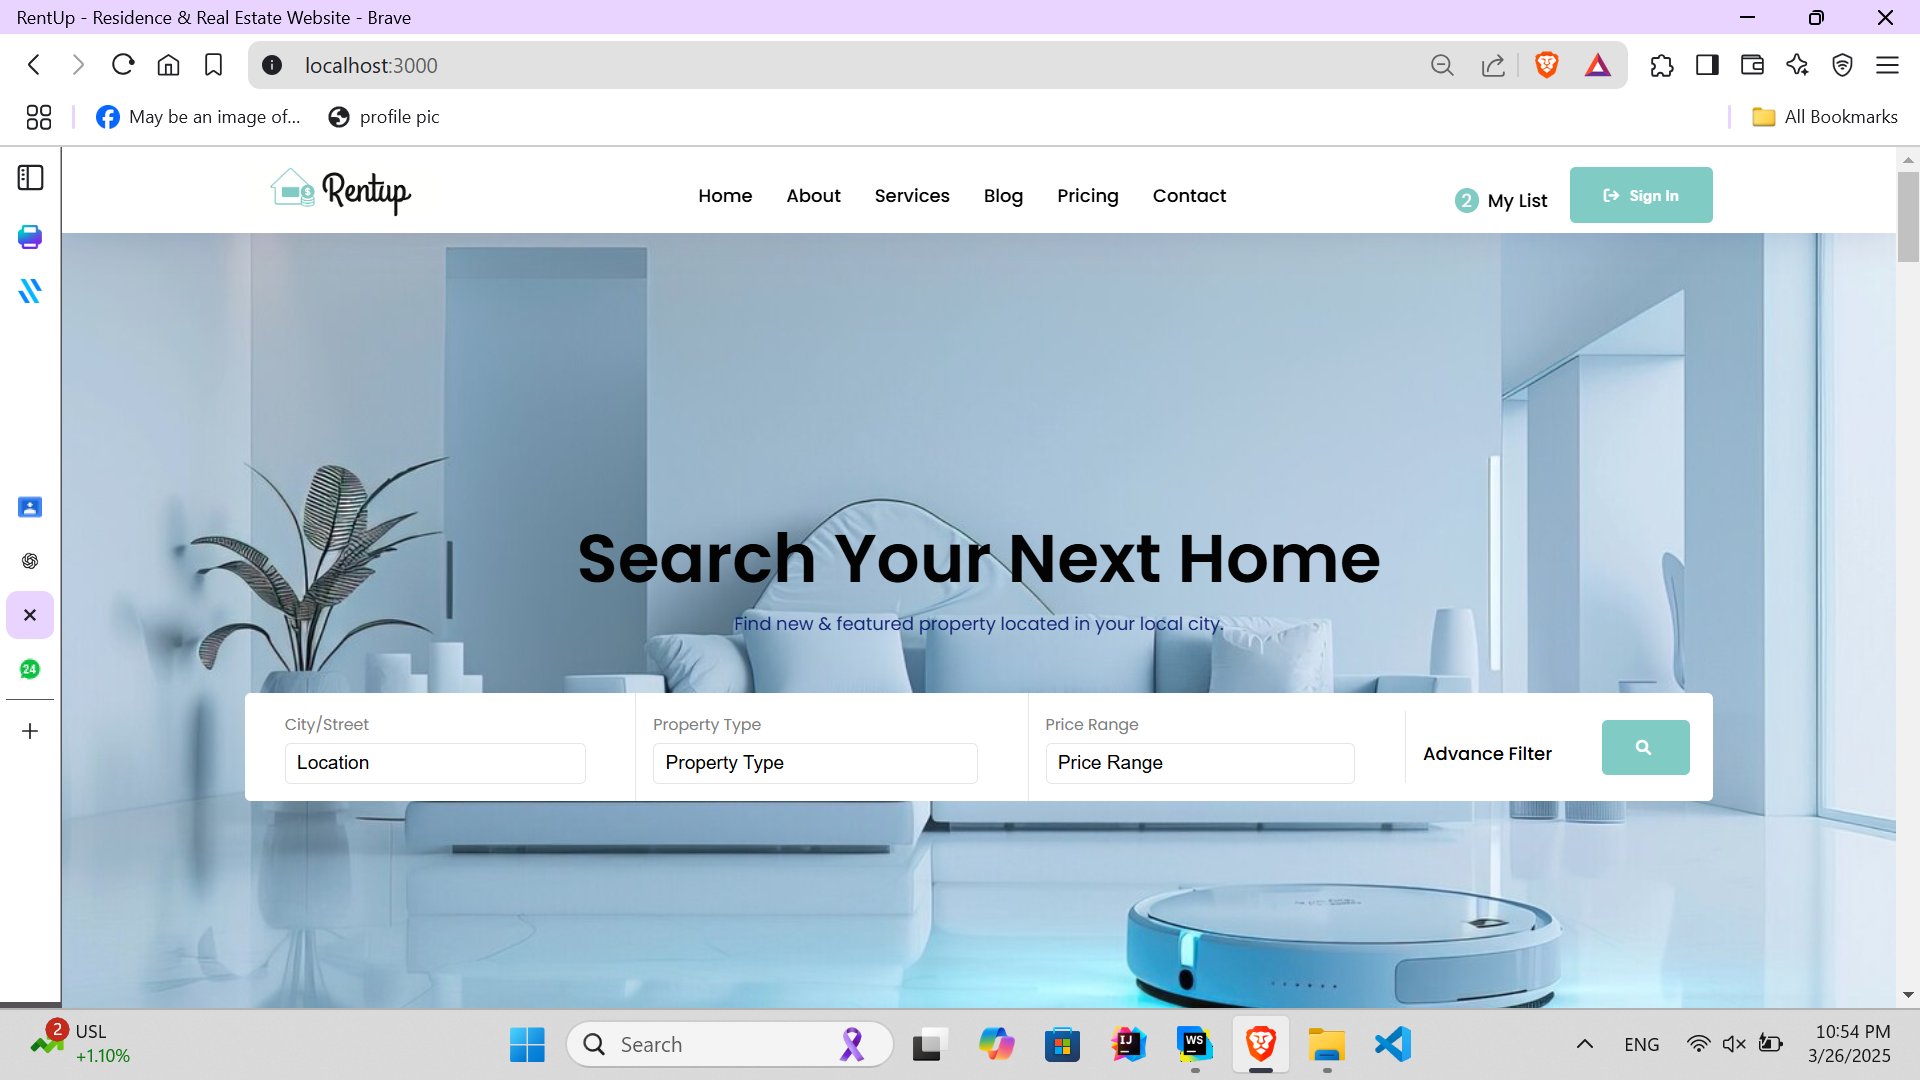 RentUp - Residence & Real Estate Website - Brave
localhost:3000
May be an image of...
profile pic
All Bookmarks
Rentup
Home
About
Services
Blog
Pricing
Contact
2
My List
Sign In
Search Your Next Home
Find new & featured property located in your local city.
City/Street
Property Type
Price Range
Location
Property Type
Price Range
Advance Filter
24
2
USL
+1.10%
Search
IJ
WS
ENG
10:54 PM
3/26/2025